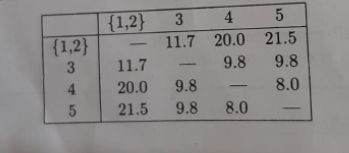 {1,2} 3 4 5
{1,2} — 11.7 20.0 21.5
3 11.7 — 9.8 9.8
4 20.0 9.8 — 8.0
5 21.5 9.8 8.0 —